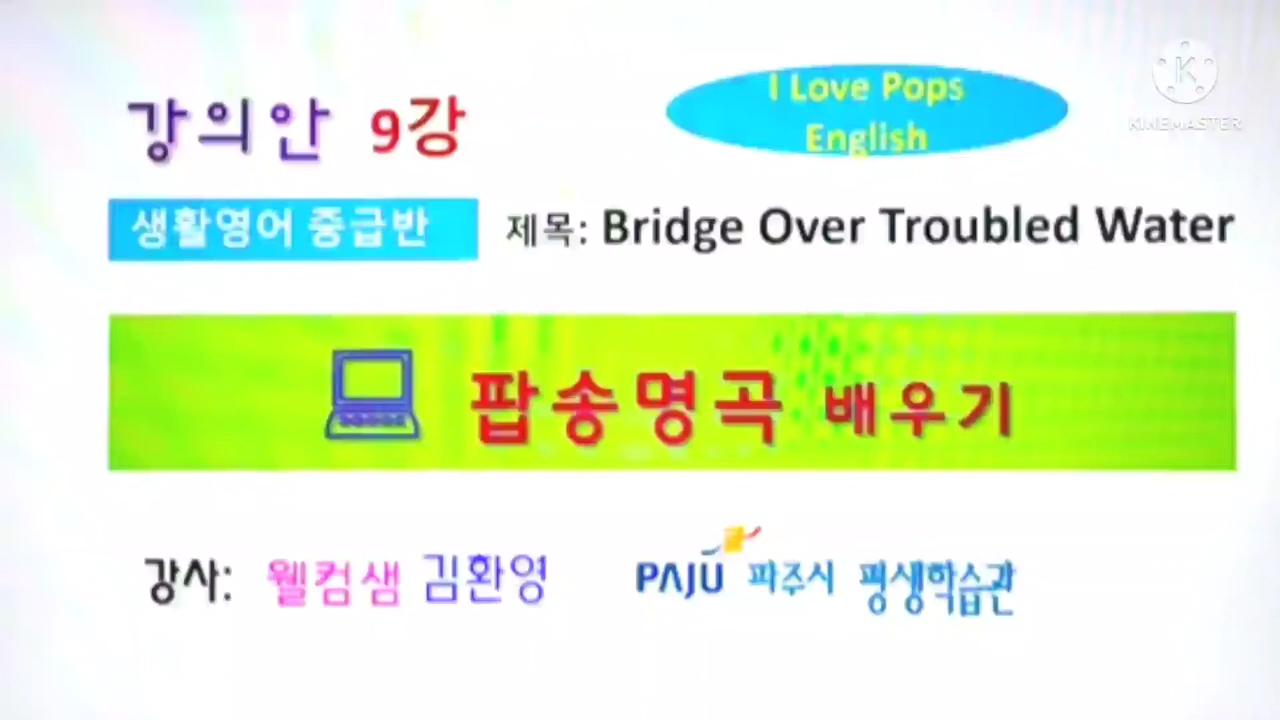 강의안 9강
I Love Pops
English
KINEMASTER
생활영어 중급반
제목: Bridge Over Troubled Water
팝송명곡 배우기
강사: 웰컴샘 김환영
PAJU 파주시 평생학습관